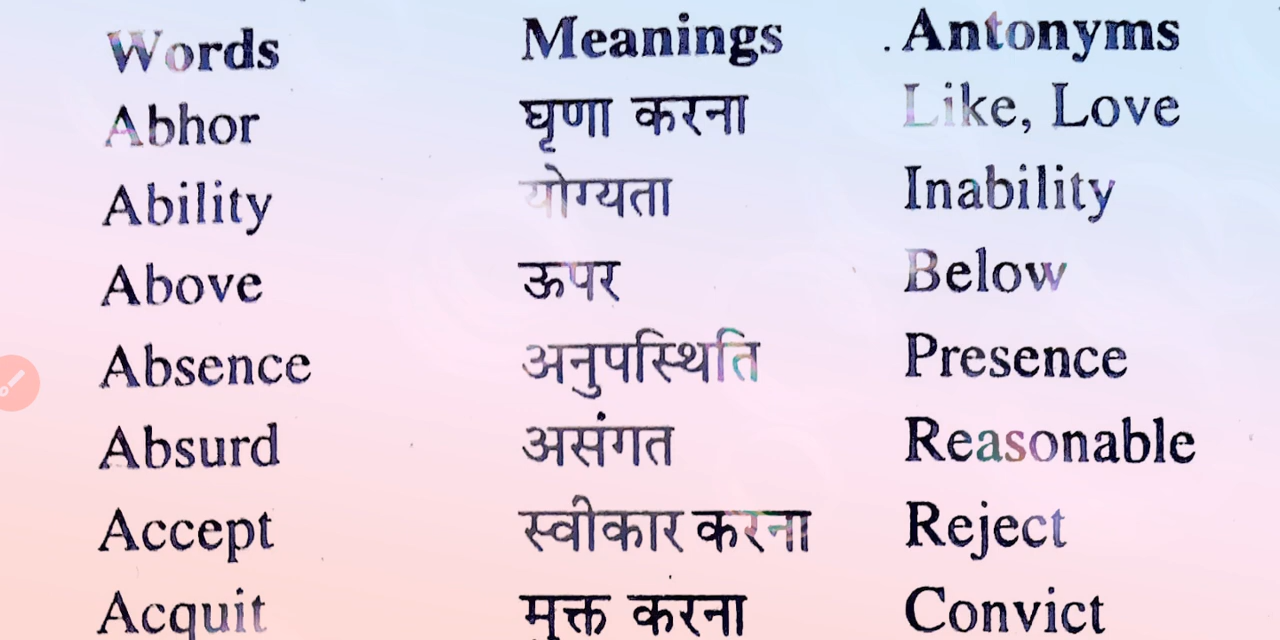 Words Meanings Antonyms
Abhor घृणा करना Like, Love
Ability योग्यता Inability
Above ऊपर Below
Absence अनुपस्थिति Presence
Absurd असंगत Reasonable
Accept स्वीकार करना Reject
Acquit मुक्त करना Convict